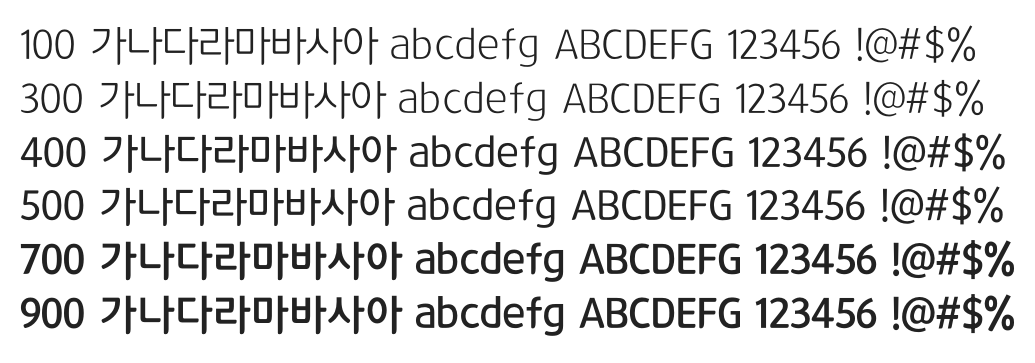 100 가나다라마바사아 abcdefg ABCDEFG 123456 !@#$%
300 가나다라마바사아 abcdefg ABCDEFG 123456 !@#$%
400 가나다라마바사아 abcdefg ABCDEFG 123456 !@#$%
500 가나다라마바사아 abcdefg ABCDEFG 123456 !@#$%
700 가나다라마바사아 abcdefg ABCDEFG 123456 !@#$%
900 가나다라마바사아 abcdefg ABCDEFG 123456 !@#$%